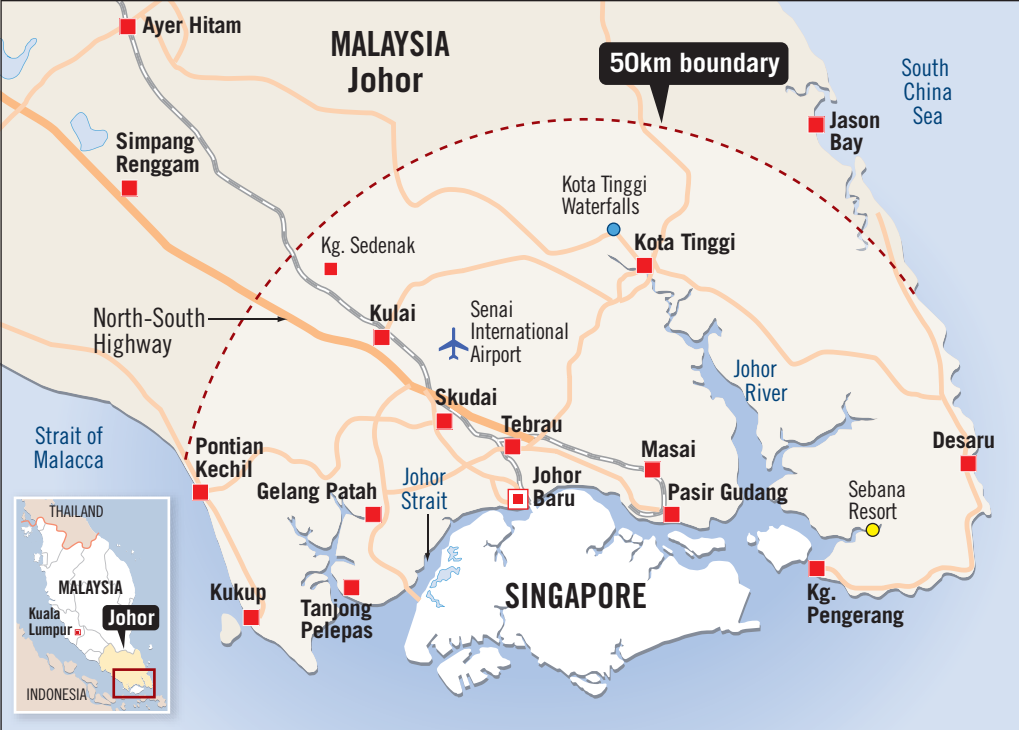 Ayer Hitam
MALAYSIA
Johor
50km boundary
South
China
Sea
Jason
Bay
Simpang
Renggam
Kota Tinggi
Waterfalls
Kota Tinggi
Kg. Sedenak
North-South
Highway
Kulai
Senai
International
Airport
Johor
River
Skudai
Tebrau
Strait of
Malacca
Pontian
Kechil
Masai
Desaru
Gelang Patah
Johor
Strait
Johor
Baru
Pasir Gudang
Sebana
Resort
THAILAND
MALAYSIA
Kuala
Lumpur
Johor
INDONESIA
Kukup
Tanjong
Pelepas
SINGAPORE
Kg.
Pengerang